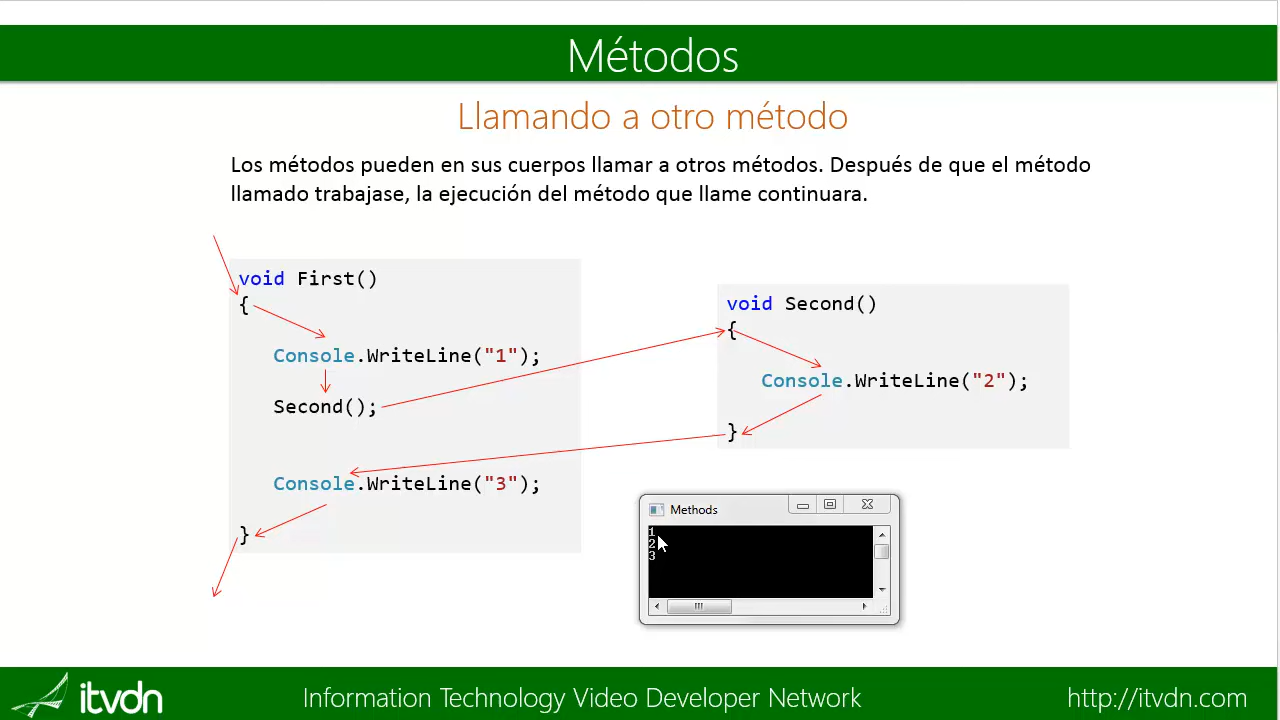 Métodos
Llamando a otro método
Los métodos pueden en sus cuerpos llamar a otros métodos. Después de que el método
llamado trabajase, la ejecución del método que llame continuara.
void First()
{
Console.WriteLine("1");
Second();
Console.WriteLine("3");
}
void Second()
{
Console.WriteLine("2");
}
Methods
1
2
3
itvdn
Information Technology Video Developer Network
http://itvdn.com